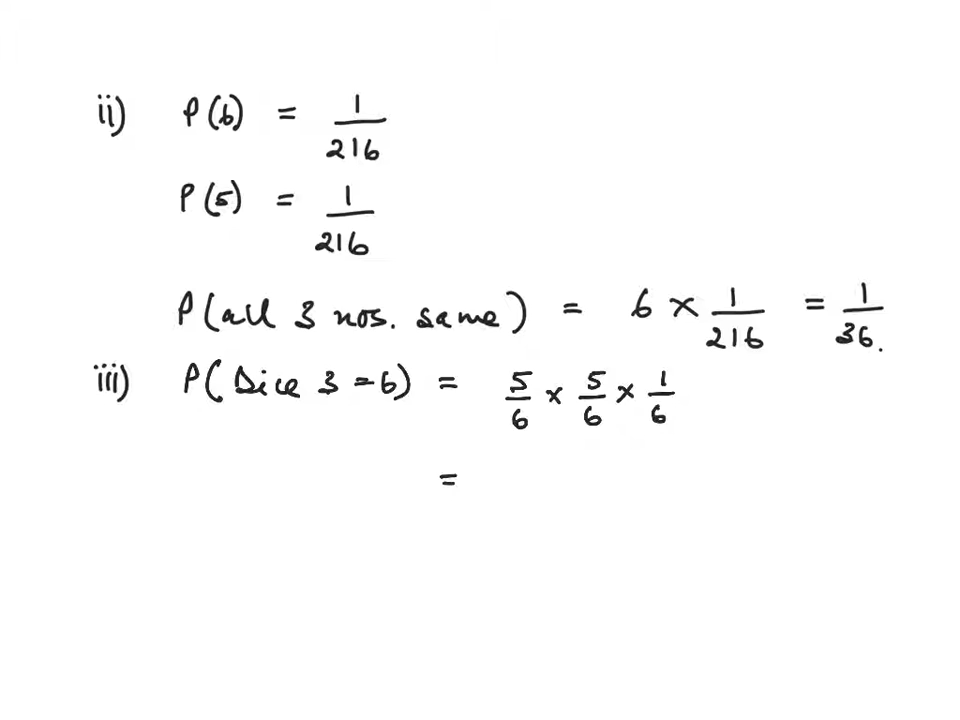 ii) P(6) = 1/216
P(5) = 1/216
P(all 3 nos. same) = 6 × 1/216 = 1/36.
iii) P(Dice 3 = 6) = 5/6 × 5/6 × 1/6
=